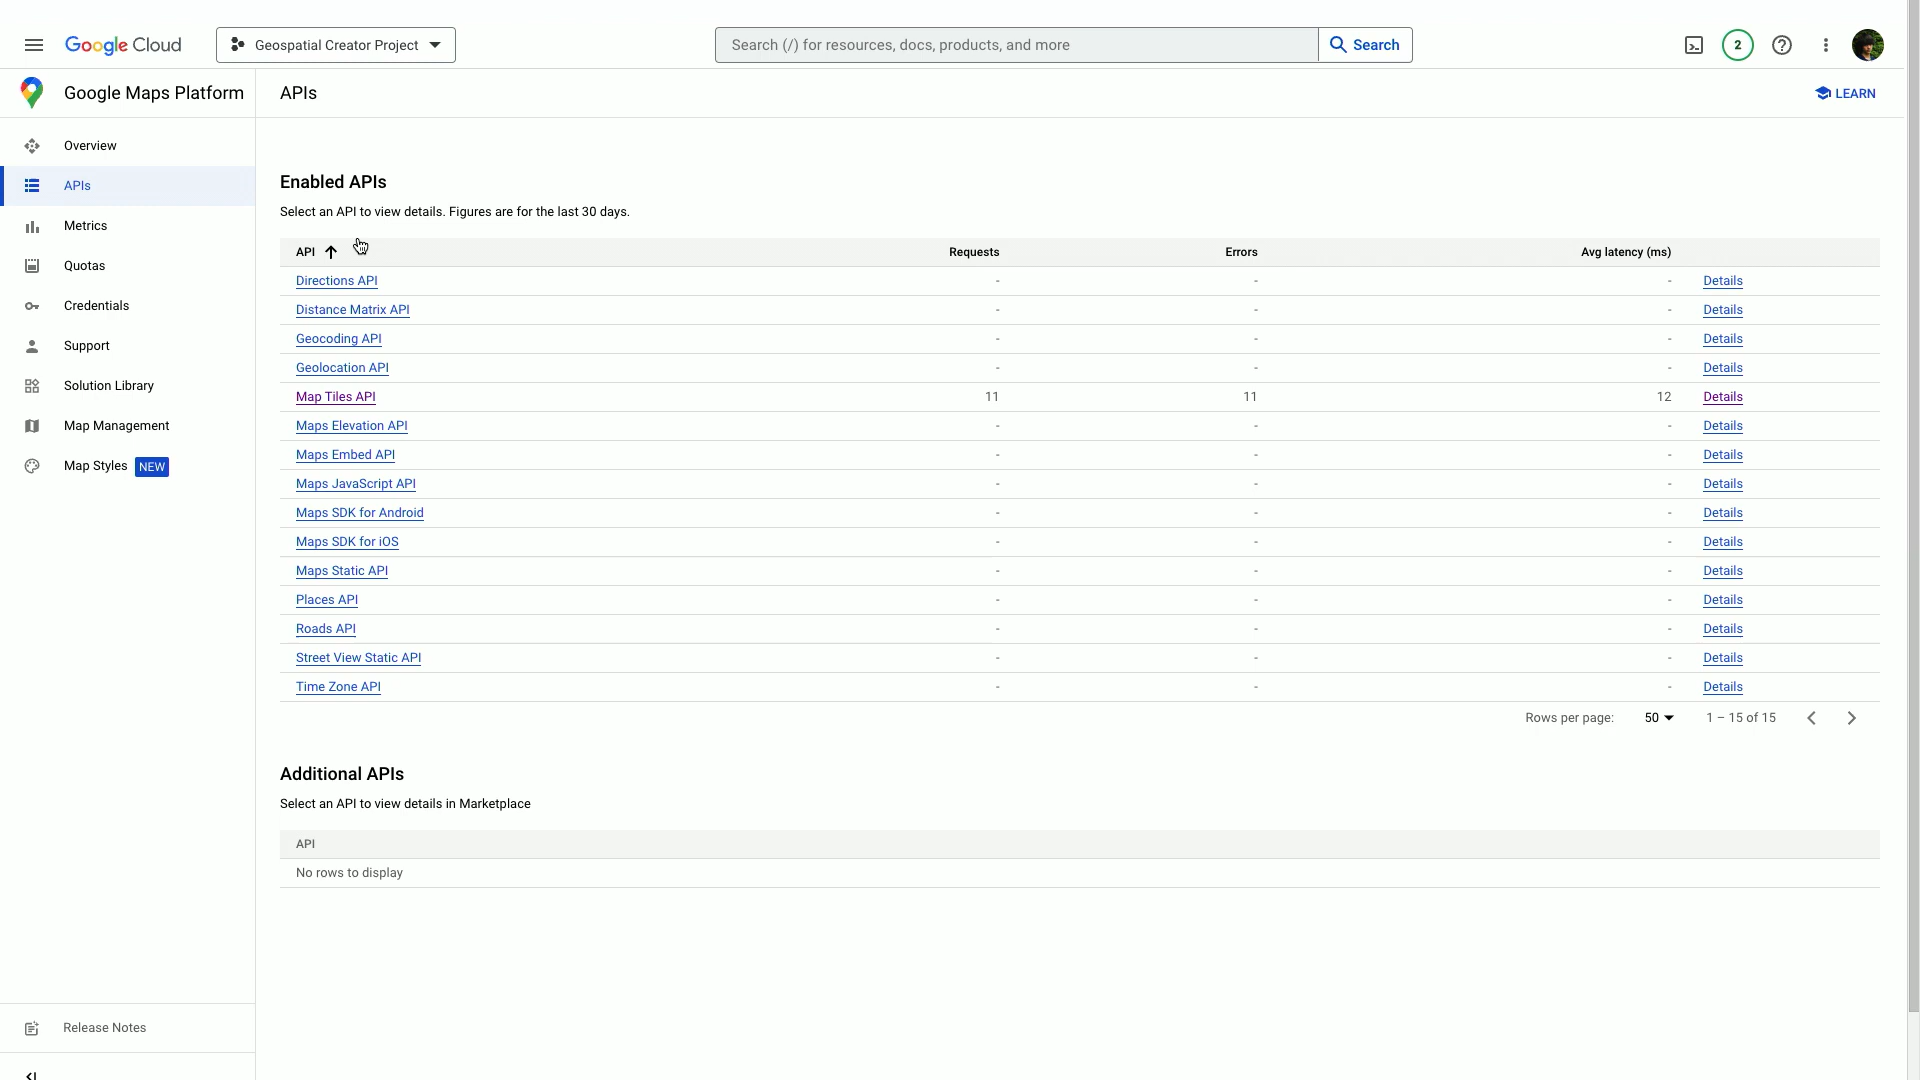 Google Cloud
Geospatial Creator Project
Search (/) for resources, docs, products, and more
Search
2
Google Maps Platform
APIs
LEARN
Overview
APIs
Metrics
Quotas
Credentials
Support
Solution Library
Map Management
Map Styles NEW
Release Notes
Enabled APIs
Select an API to view details. Figures are for the last 30 days.
API Requests Errors Avg latency (ms)
Directions API - - - Details
Distance Matrix API - - - Details
Geocoding API - - - Details
Geolocation API - - - Details
Map Tiles API 11 11 12 Details
Maps Elevation API - - - Details
Maps Embed API - - - Details
Maps JavaScript API - - - Details
Maps SDK for Android - - - Details
Maps SDK for iOS - - - Details
Maps Static API - - - Details
Places API - - - Details
Roads API - - - Details
Street View Static API - - - Details
Time Zone API - - - Details
Rows per page: 50 1 – 15 of 15
Additional APIs
Select an API to view details in Marketplace
API
No rows to display